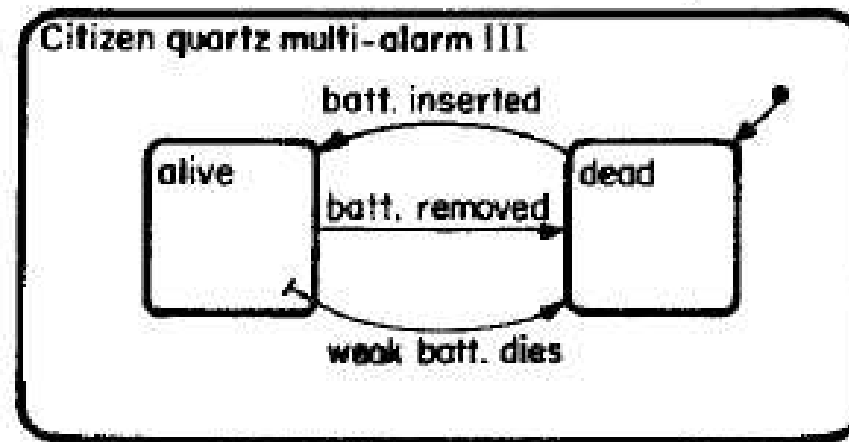 Citizen quartz multi-alarm III
batt. inserted
alive
dead
batt. removed
weak batt. dies